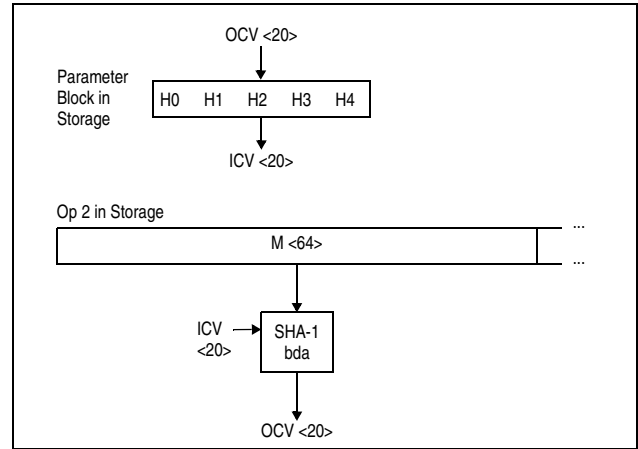 OCV <20>
Parameter
Block in
Storage
H0 H1 H2 H3 H4
ICV <20>
Op 2 in Storage
...
M <64>
...
ICV
<20>
SHA-1
bda
OCV <20>